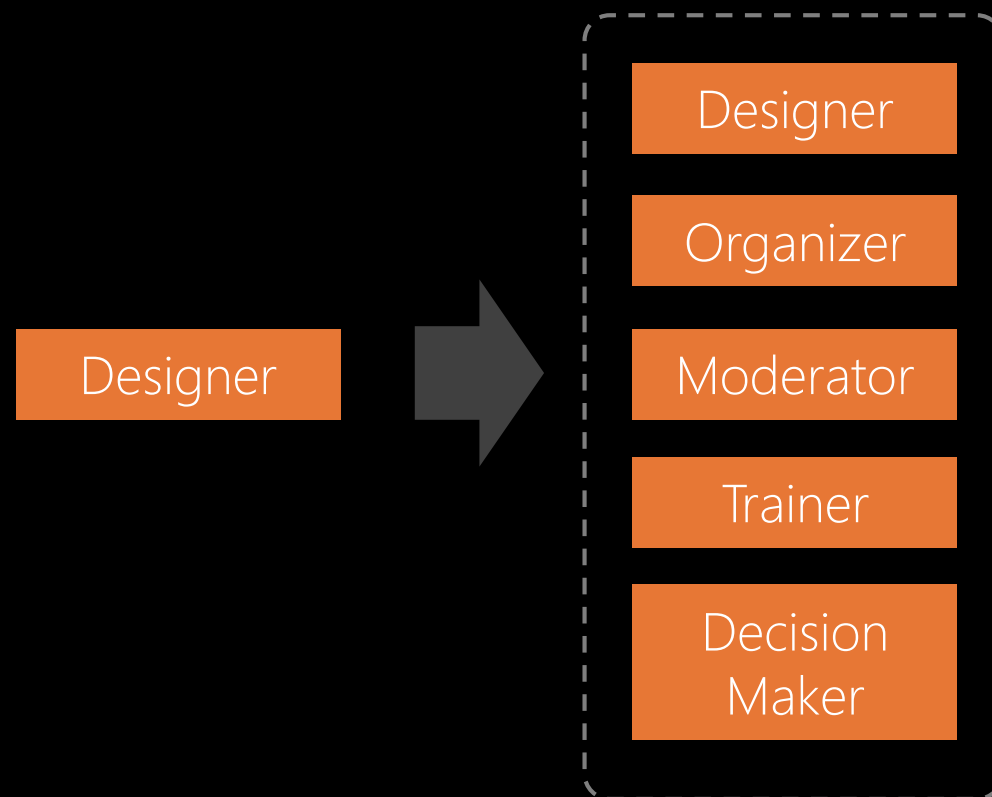 Designer
Designer
Organizer
Moderator
Trainer
Decision
Maker